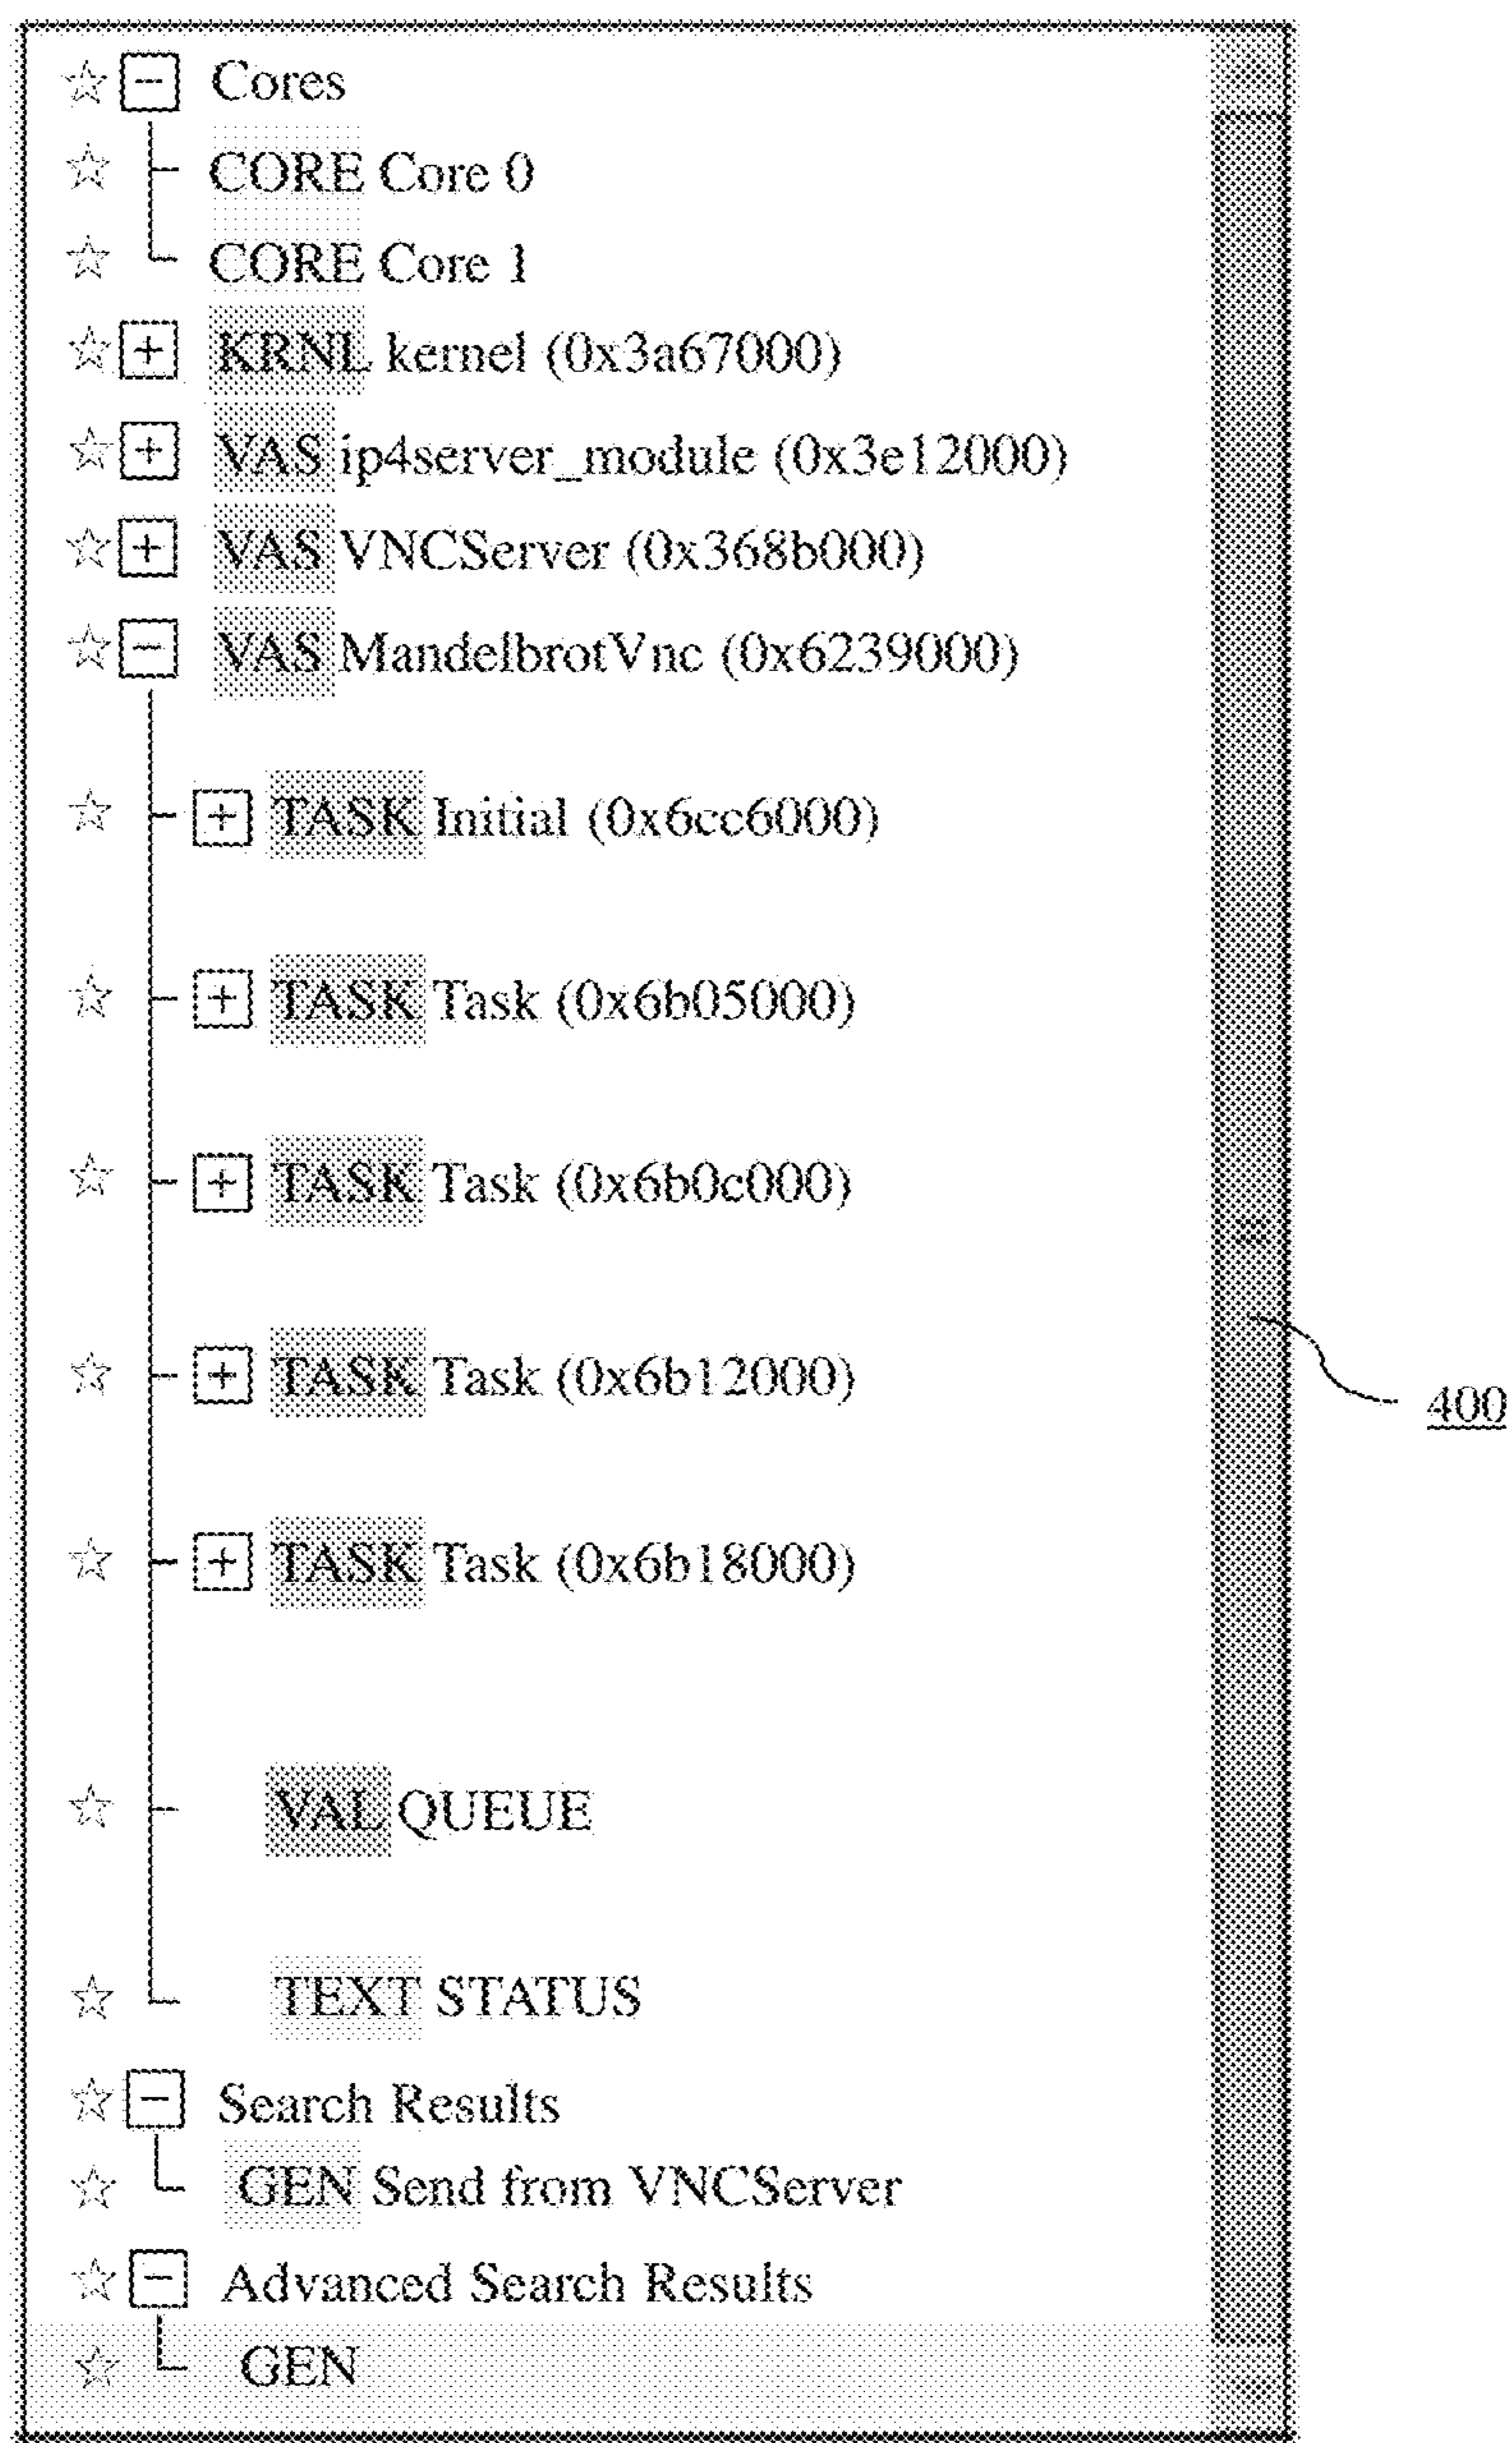 Cores
CORE Core 0
CORE Core 1
KRNL kernel (0x3a67000)
VAS ip4server_module (0x3e12000)
VAS VNCServer (0x368b000)
VAS MandelbrotVnc (0x6239000)
TASK Initial (0x6cc6000)
TASK Task (0x6b05000)
TASK Task (0x6b0c000)
TASK Task (0x6b12000)
400
TASK Task (0x6b18000)
VAL QUEUE
TEXT STATUS
Search Results
GEN Send from VNCServer
Advanced Search Results
GEN